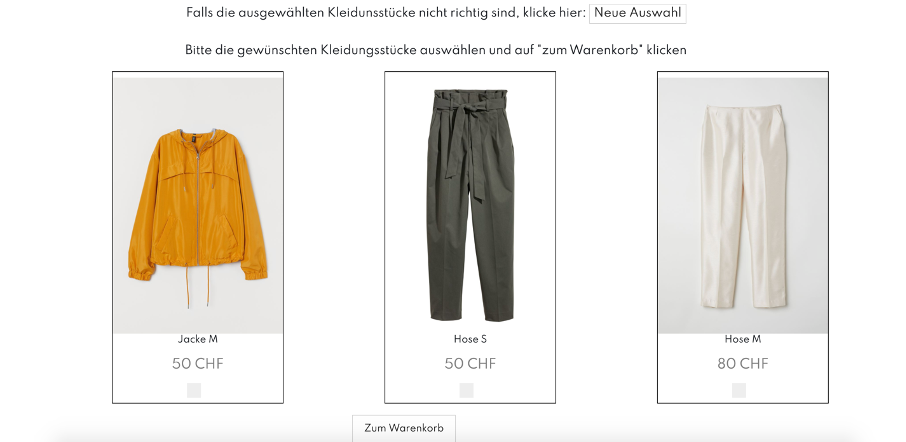 Falls die ausgewählten Kleidunsstücke nicht richtig sind, klicke hier: Neue Auswahl
Bitte die gewünschten Kleidungsstücke auswählen und auf "zum Warenkorb" klicken
Jacke M
50 CHF
Hose S
50 CHF
Hose M
80 CHF
Zum Warenkorb